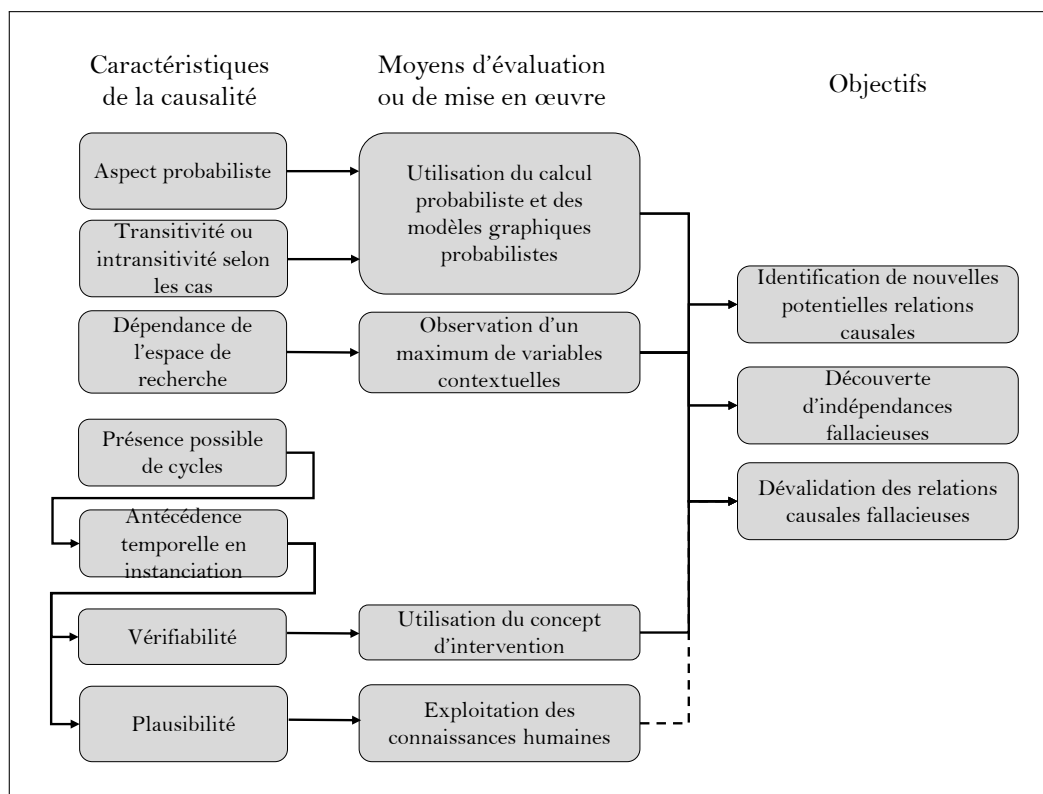 Caractéristiques
de la causalité
Moyens d'évaluation
ou de mise en œuvre
Objectifs
Aspect probabiliste
Transitivité ou
intransitivité selon
les cas
Dépendance de
l'espace de
recherche
Présence possible
de cycles
Antécédence
temporelle en
instanciation
Vérifiabilité
Plausibilité
Utilisation du calcul
probabiliste et des
modèles graphiques
probabilistes
Observation d'un
maximum de variables
contextuelles
Utilisation du concept
d'intervention
Exploitation des
connaissances humaines
Identification de nouvelles
potentielles relations
causales
Découverte
d'indépendances
fallacieuses
Dévalidation des relations
causales fallacieuses